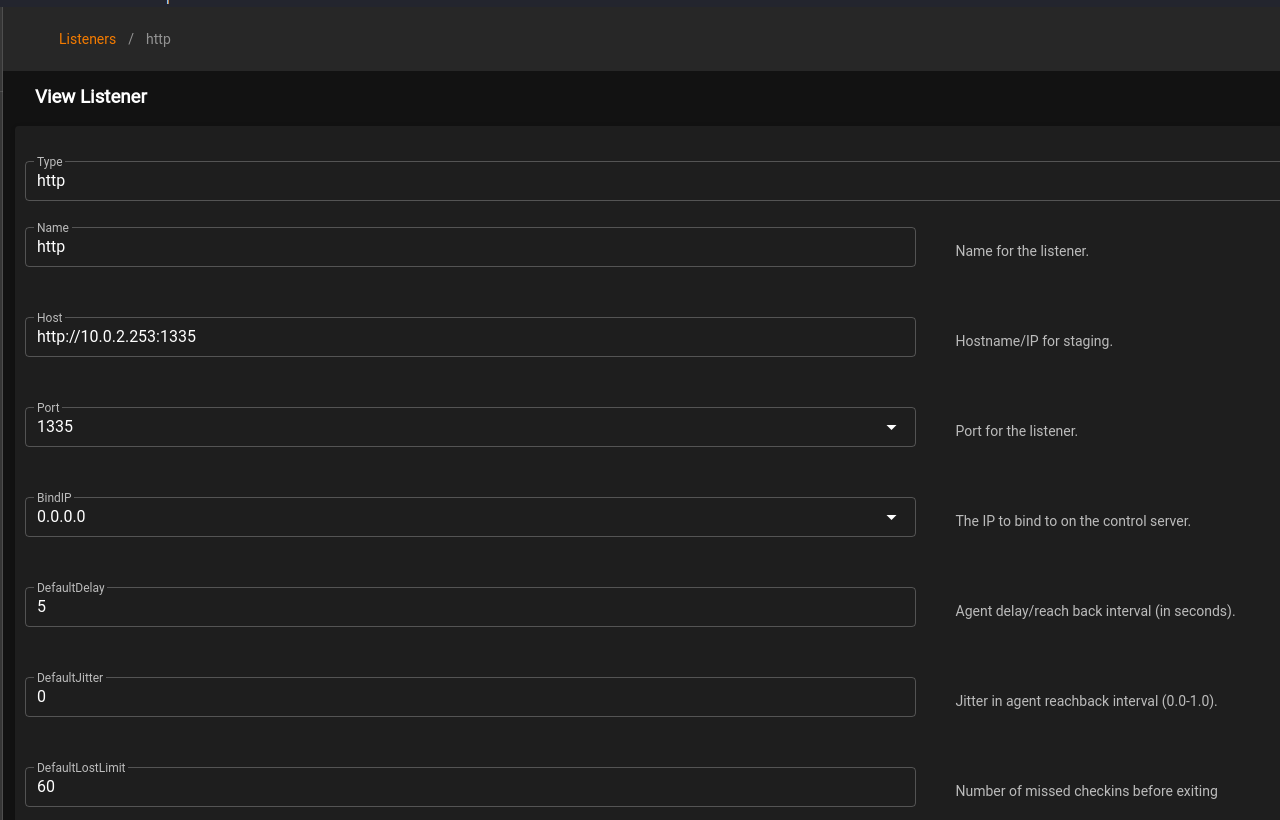 Listeners / http
View Listener
Type
http
Name
http
Name for the listener.
Host
http://10.0.2.253:1335
Hostname/IP for staging.
Port
1335
Port for the listener.
BindIP
0.0.0.0
The IP to bind to on the control server.
DefaultDelay
5
Agent delay/reach back interval (in seconds).
DefaultJitter
0
Jitter in agent reachback interval (0.0-1.0).
DefaultLostLimit
60
Number of missed checkins before exiting